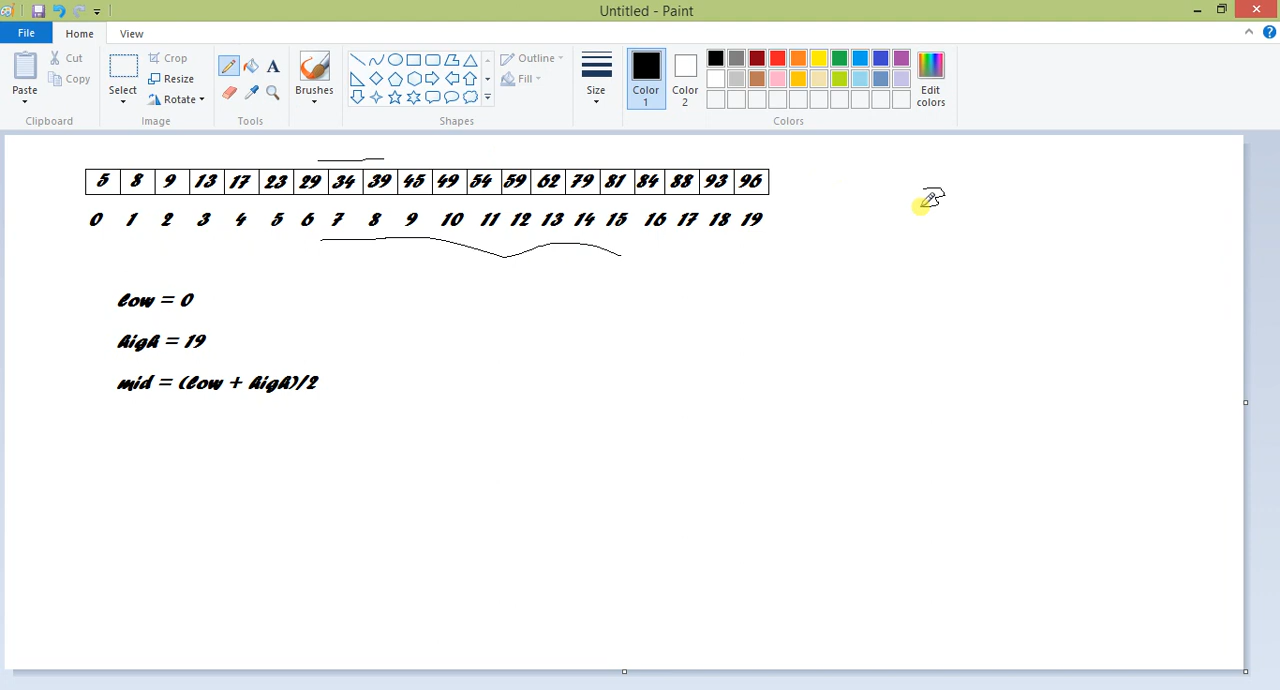 Untitled - Paint
File Home View
Paste
Cut
Copy
Clipboard
Select
Crop
Resize
Rotate
Image
A
Tools
Brushes
Outline
Fill
Shapes
Size
Color 1
Color 2
Edit colors
Colors
5 8 9 13 17 23 29 34 39 45 49 54 59 62 79 81 84 88 93 96
0 1 2 3 4 5 6 7 8 9 10 11 12 13 14 15 16 17 18 19
low = 0
high = 19
mid = (low + high)/2